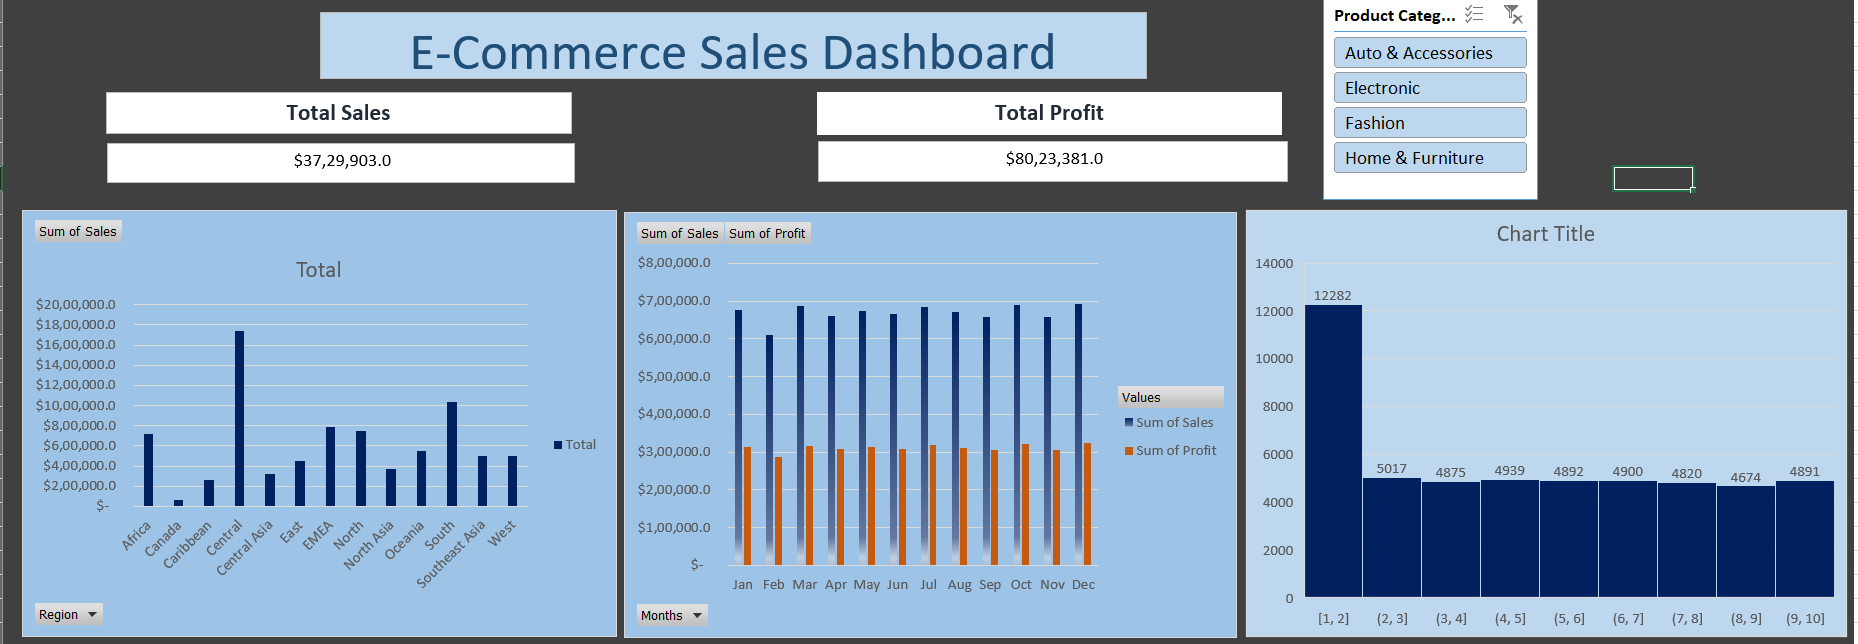 E-Commerce Sales Dashboard
Product Categ...
Auto & Accessories
Electronic
Fashion
Home & Furniture
Total Sales
$37,29,903.0
Total Profit
$80,23,381.0
Sum of Sales
Total
$20,00,000.0
$18,00,000.0
$16,00,000.0
$14,00,000.0
$12,00,000.0
$10,00,000.0
$8,00,000.0
$6,00,000.0
$4,00,000.0
$2,00,000.0
$-
Africa
Canada
Caribbean
Central
Central Asia
East
EMEA
North
North Asia
Oceania
South
Southeast Asia
West
Total
Region
Sum of Sales Sum of Profit
$8,00,000.0
$7,00,000.0
$6,00,000.0
$5,00,000.0
$4,00,000.0
$3,00,000.0
$2,00,000.0
$1,00,000.0
$-
Jan Feb Mar Apr May Jun Jul Aug Sep Oct Nov Dec
Values
Sum of Sales
Sum of Profit
Months
Chart Title
14000
12000
10000
8000
6000
4000
2000
0
12282
5017 4875 4939 4892 4900 4820 4674 4891
[1, 2] (2, 3] (3, 4] (4, 5] (5, 6] (6, 7] (7, 8] (8, 9] (9, 10]